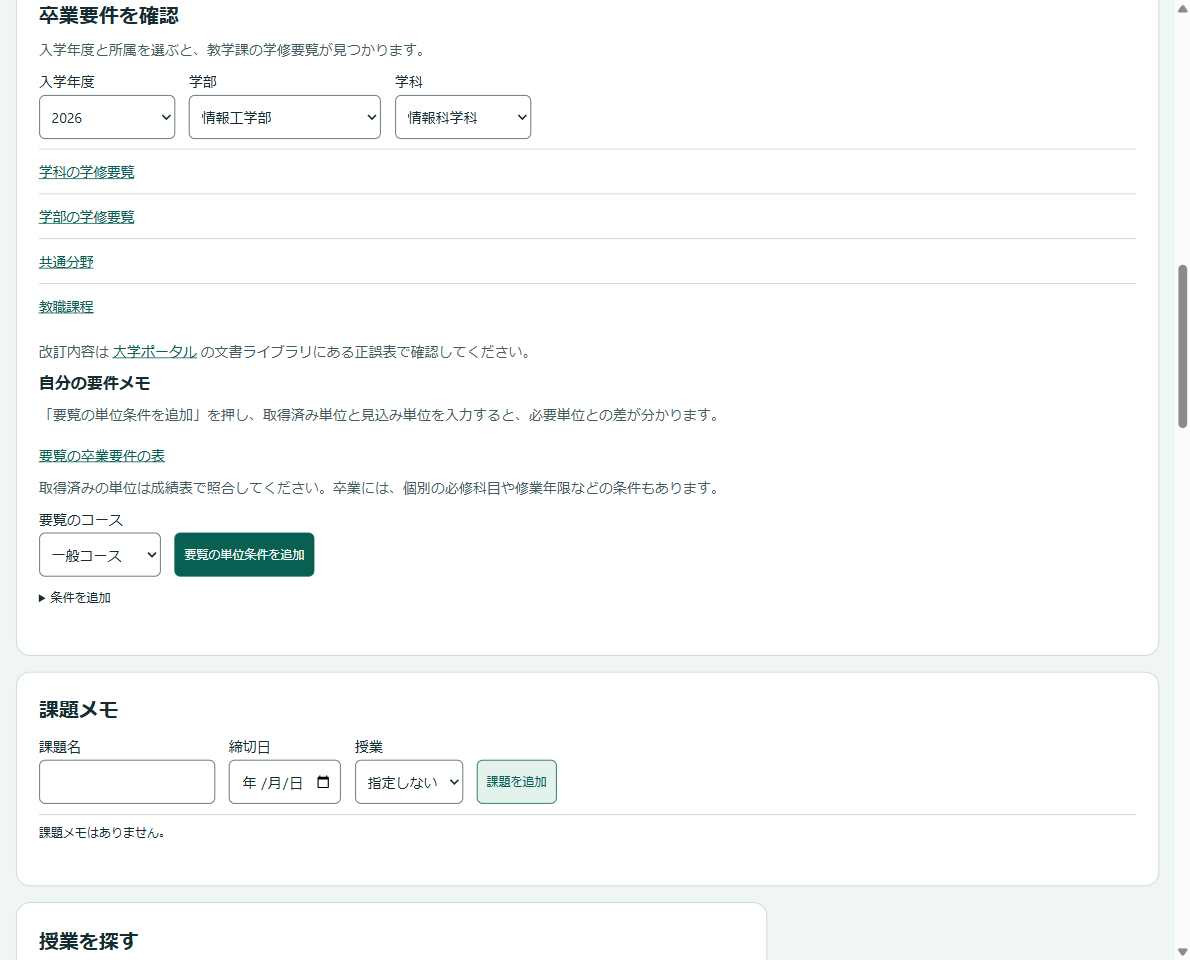 卒業要件を確認
入学年度と所属を選ぶと、教学課の学修要覧が見つかります。
入学年度 学部 学科
2026 情報工学部 情報科学科
学科の学修要覧
学部の学修要覧
共通分野
教職課程
改訂内容は 大学ポータル の文書ライブラリにある正誤表で確認してください。
自分の要件メモ
「要覧の単位条件を追加」を押し、取得済み単位と見込み単位を入力すると、必要単位との差が分かります。
要覧の卒業要件の表
取得済みの単位は成績表で照合してください。卒業には、個別の必修科目や修業年限などの条件もあります。
要覧のコース
一般コース 要覧の単位条件を追加
▶ 条件を追加
課題メモ
課題名 締切日 授業
年 /月/日 指定しない 課題を追加
課題メモはありません。
授業を探す